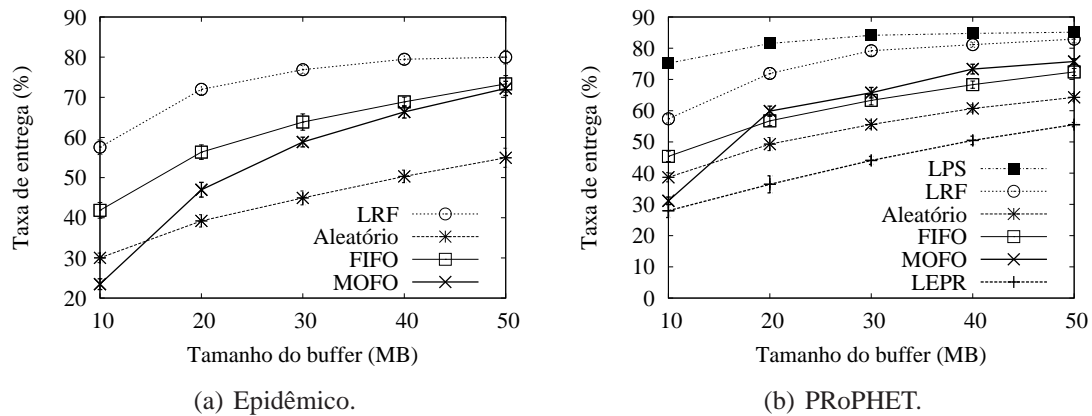 90
80
70
60
50
40
30
20
Taxa de entrega (%)
LRF
Aleatório
FIFO
MOFO
10 20 30 40 50
Tamanho do buffer (MB)
(a) Epidêmico.
90
80
70
60
50
40
30
20
10
0
Taxa de entrega (%)
LPS
LRF
Aleatório
FIFO
MOFO
LEPR
10 20 30 40 50
Tamanho do buffer (MB)
(b) PRoPHET.